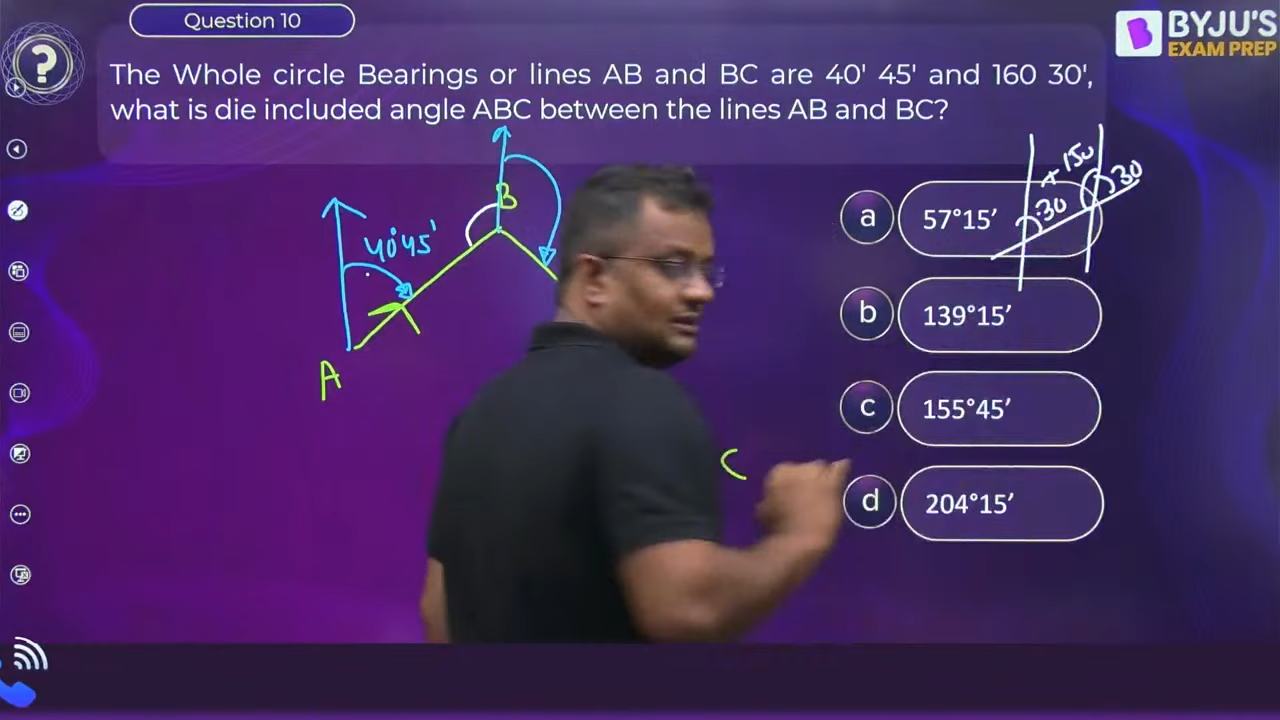 Question 10
BYJU'S
EXAM PREP
?
The Whole circle Bearings or lines AB and BC are 40' 45' and 160 30',
what is die included angle ABC between the lines AB and BC?
B
40°45'
A
C
+150
30
30
a 57°15′
b 139°15′
c 155°45′
d 204°15′